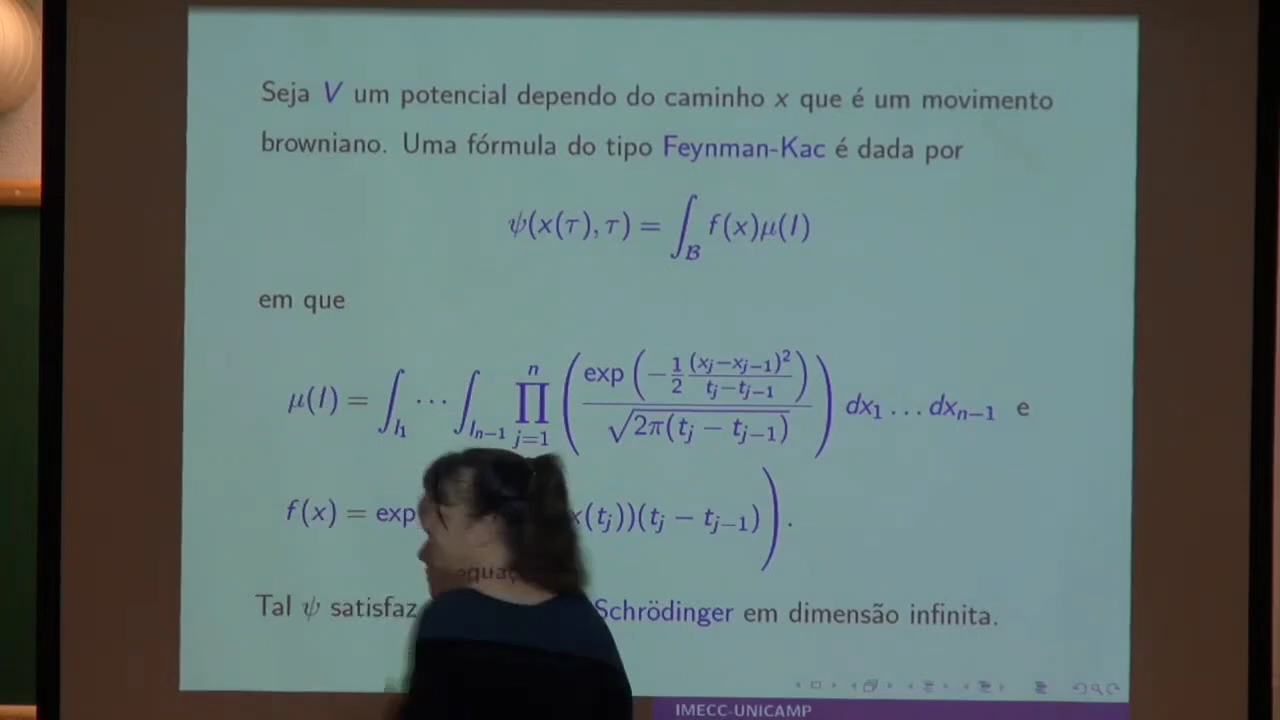 Seja V um potencial dependo do caminho x que é um movimento
browniano. Uma fórmula do tipo Feynman-Kac é dada por
ψ(x(τ), τ) = ∫_ℬ f(x)μ(I)
em que
μ(I) = ∫_{I_1} ⋯ ∫_{I_{n−1}} ∏_{j=1}^{n} ( exp( −1/2 (x_j−x_{j−1})²/(t_j−t_{j−1}) ) / √(2π(t_j − t_{j−1})) ) dx_1 … dx_{n−1} e
f(x) = exp (t_j))(t_j − t_{j−1}) ).
Tal ψ satisfaz Schrödinger em dimensão infinita.
IMECC-UNICAMP